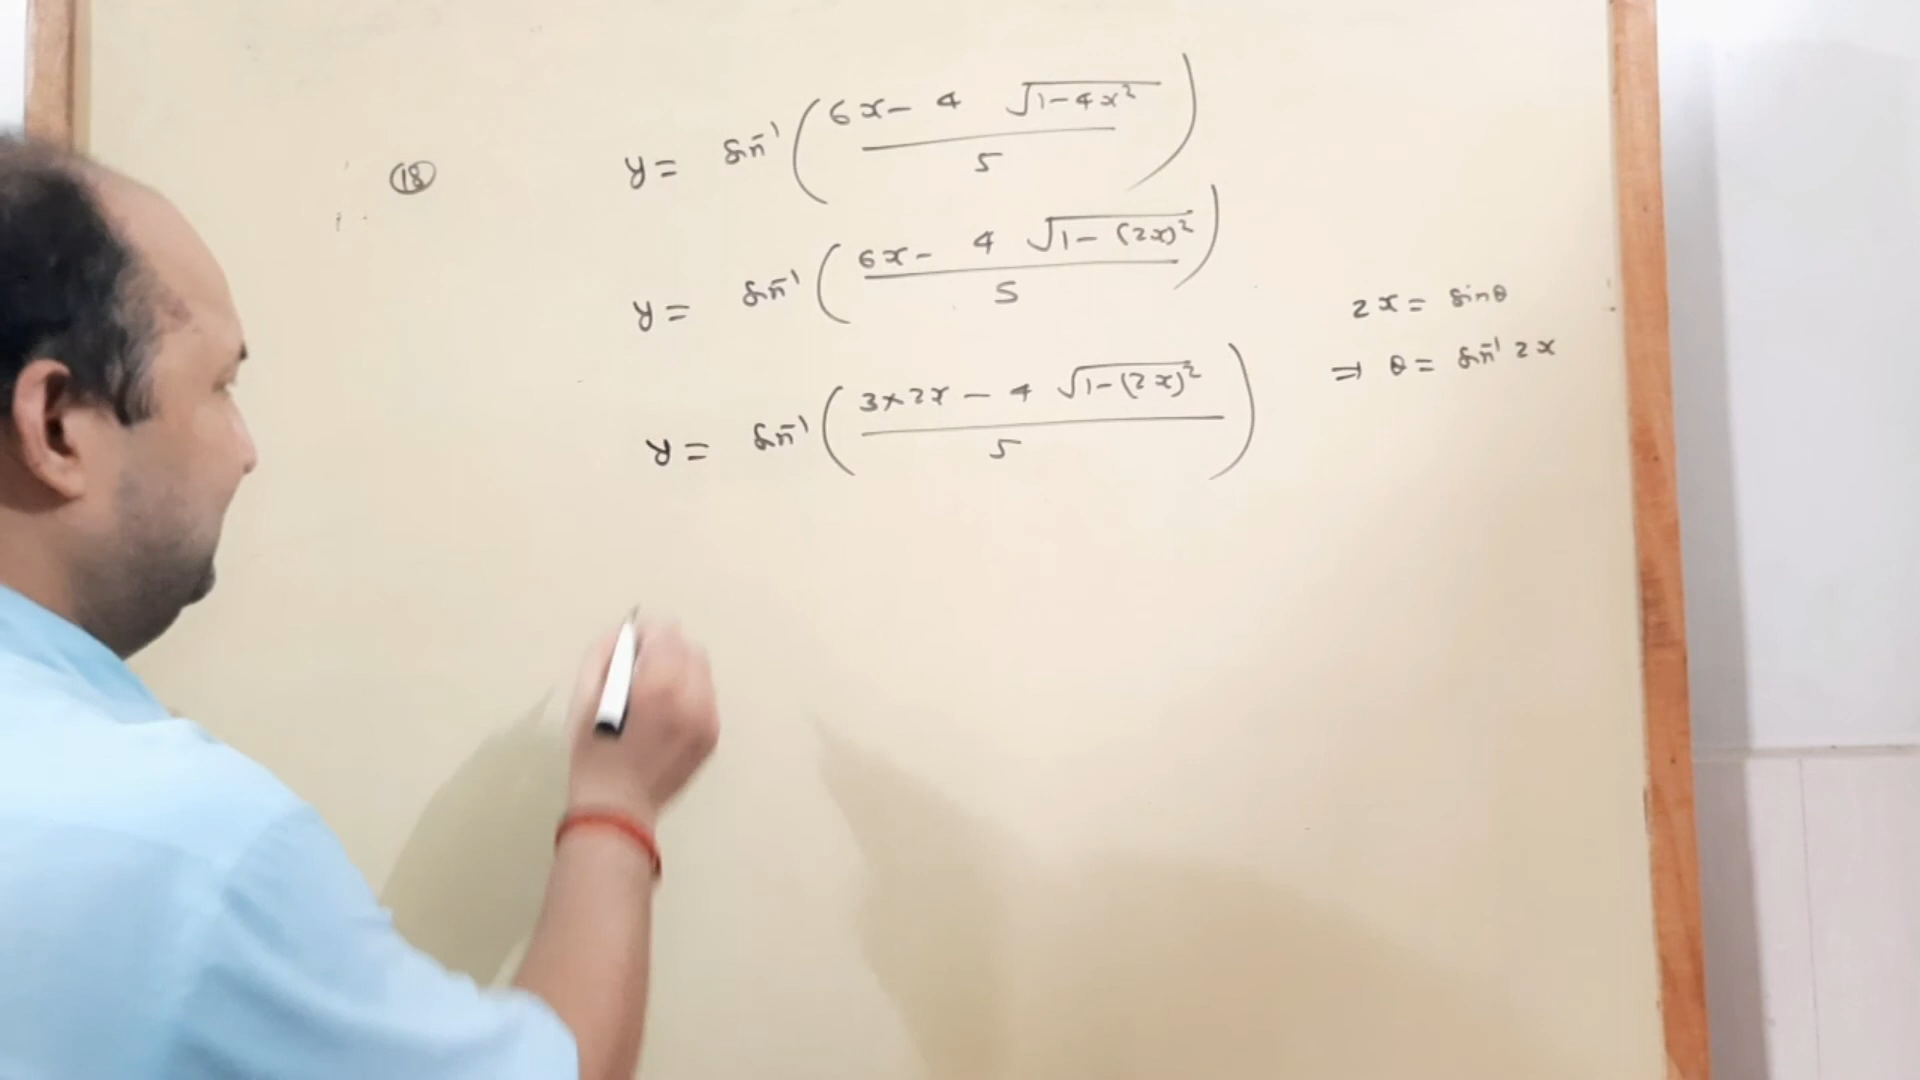 (18) y = sin⁻¹ ( (6x - 4 √(1-4x²)) / 5 )
y = sin⁻¹ ( (6x - 4 √(1-(2x)²)) / 5 )
2x = sinθ
y = sin⁻¹ ( (3×2x - 4 √(1-(2x)²)) / 5 )
⇒ θ = sin⁻¹ 2x